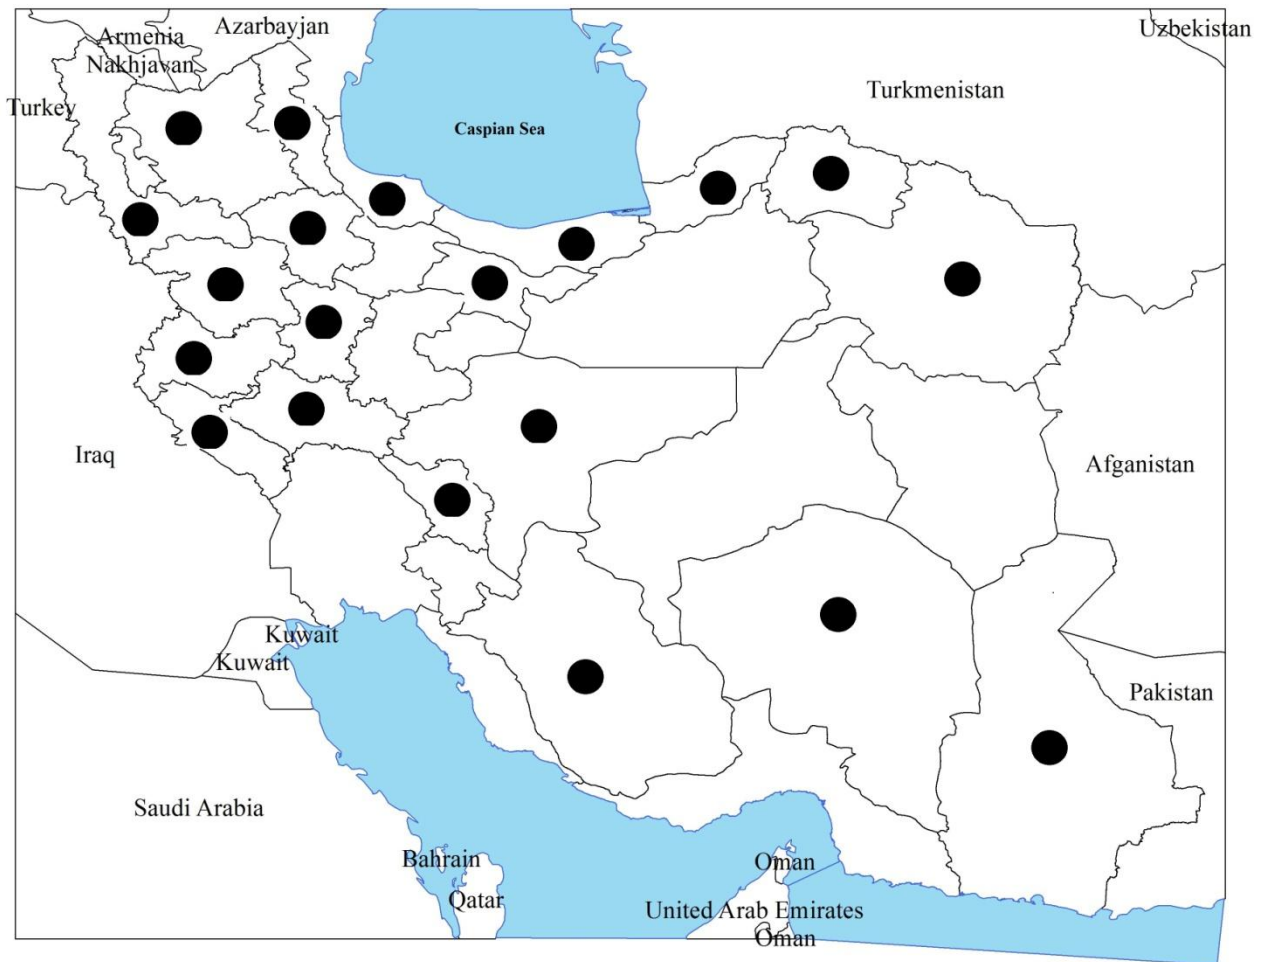 Azarbayjan
Uzbekistan
Armenia
Nakhjavan
Turkmenistan
Turkey
Caspian Sea
Iraq
Afganistan
Kuwait
Kuwait
Pakistan
Saudi Arabia
Bahrain
Oman
Qatar
United Arab Emirates
Oman